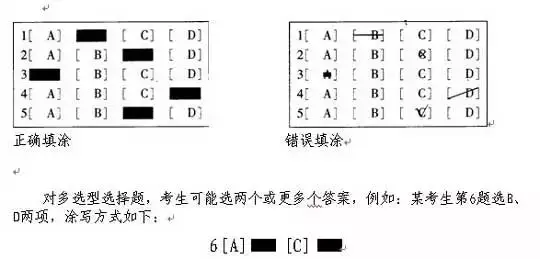 1[ A] [ C] [ D]
2[ A] [ B] [ D]
3 [ B] [ C] [ D]
4[ A] [ B] [ C]
5[ A] [ B] [ D]
正确填涂
1[ A] [ B] [ C] [ D]
2[ A] [ B] [ C] [ D]
3[ A] [ B] [ C] [ D]
4[ A] [ B] [ C] [ D]
5[ A] [ B] [ C] [ D]
错误填涂
对多选型选择题，考生可能选两个或更多个答案，例如：某考生第6题选B、
D两项，涂写方式如下：
6[A] [C]